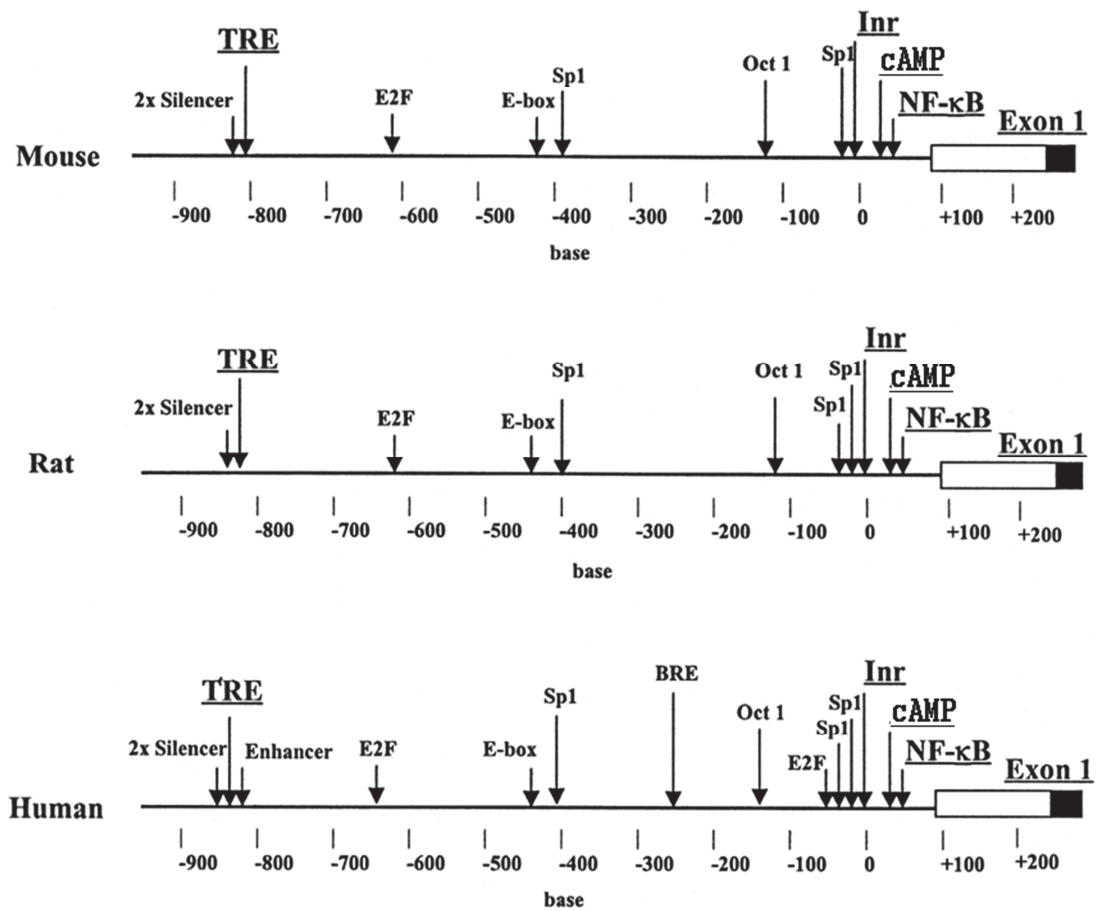 Inr
TRE
Sp1 cAMP
Oct 1
Sp1
2x Silencer E2F E-box NF-κB
Exon 1
Mouse
-900 -800 -700 -600 -500 -400 -300 -200 -100 0 +100 +200
base
Inr
TRE Sp1 Oct 1 Sp1 cAMP
2x Silencer E2F E-box Sp1 NF-κB
Exon 1
Rat
-900 -800 -700 -600 -500 -400 -300 -200 -100 0 +100 +200
base
BRE Inr
TRE Sp1 Oct 1 Sp1 cAMP
Sp1
2x Silencer Enhancer E2F E-box E2F NF-κB
Exon 1
Human
-900 -800 -700 -600 -500 -400 -300 -200 -100 0 +100 +200
base